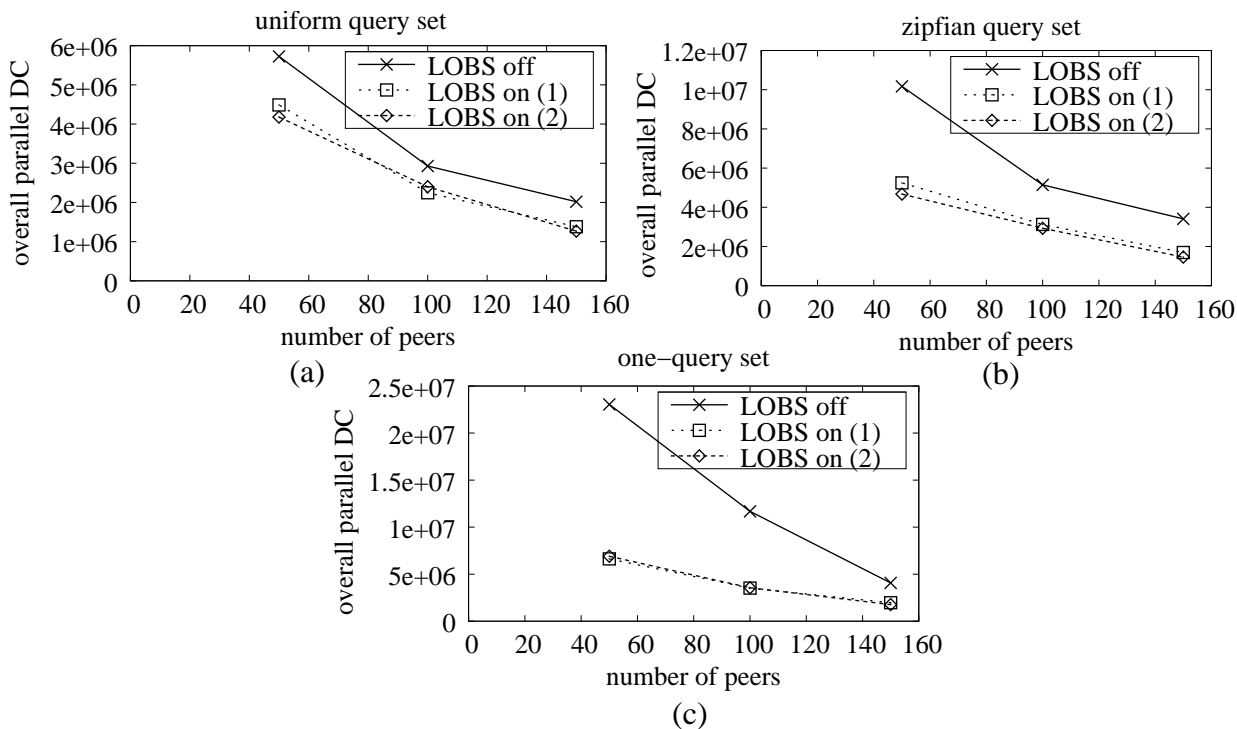 uniform query set
6e+06
5e+06
4e+06
3e+06
2e+06
1e+06
0
overall parallel DC
LOBS off
LOBS on (1)
LOBS on (2)
0 20 40 60 80 100 120 140 160
number of peers
(a)
zipfian query set
1.2e+07
1e+07
8e+06
6e+06
4e+06
2e+06
0
overall parallel DC
LOBS off
LOBS on (1)
LOBS on (2)
0 20 40 60 80 100 120 140 160
number of peers
(b)
one−query set
2.5e+07
2e+07
1.5e+07
1e+07
5e+06
0
overall parallel DC
LOBS off
LOBS on (1)
LOBS on (2)
0 20 40 60 80 100 120 140 160
number of peers
(c)